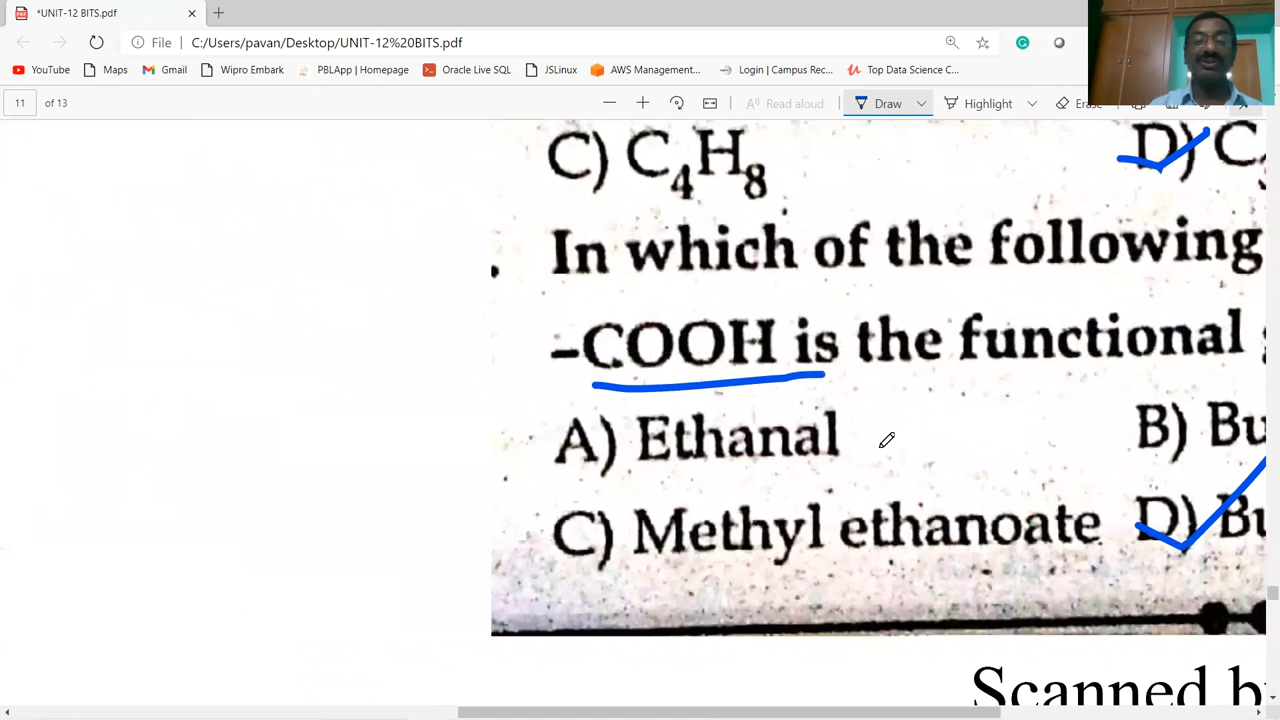 *UNIT-12 BITS.pdf
File C:/Users/pavan/Desktop/UNIT-12%20BITS.pdf
YouTube Maps Gmail Wipro Embark PBLApp | Homepage Oracle Live SQL JSLinux AWS Management... Login | Campus Rec... Top Data Science C...
11 of 13 Read aloud Draw Highlight Erase
C) C₄H₈ D) C
. In which of the following
–COOH is the functional
A) Ethanal B) Bu
C) Methyl ethanoate D) Bu
Scanned b